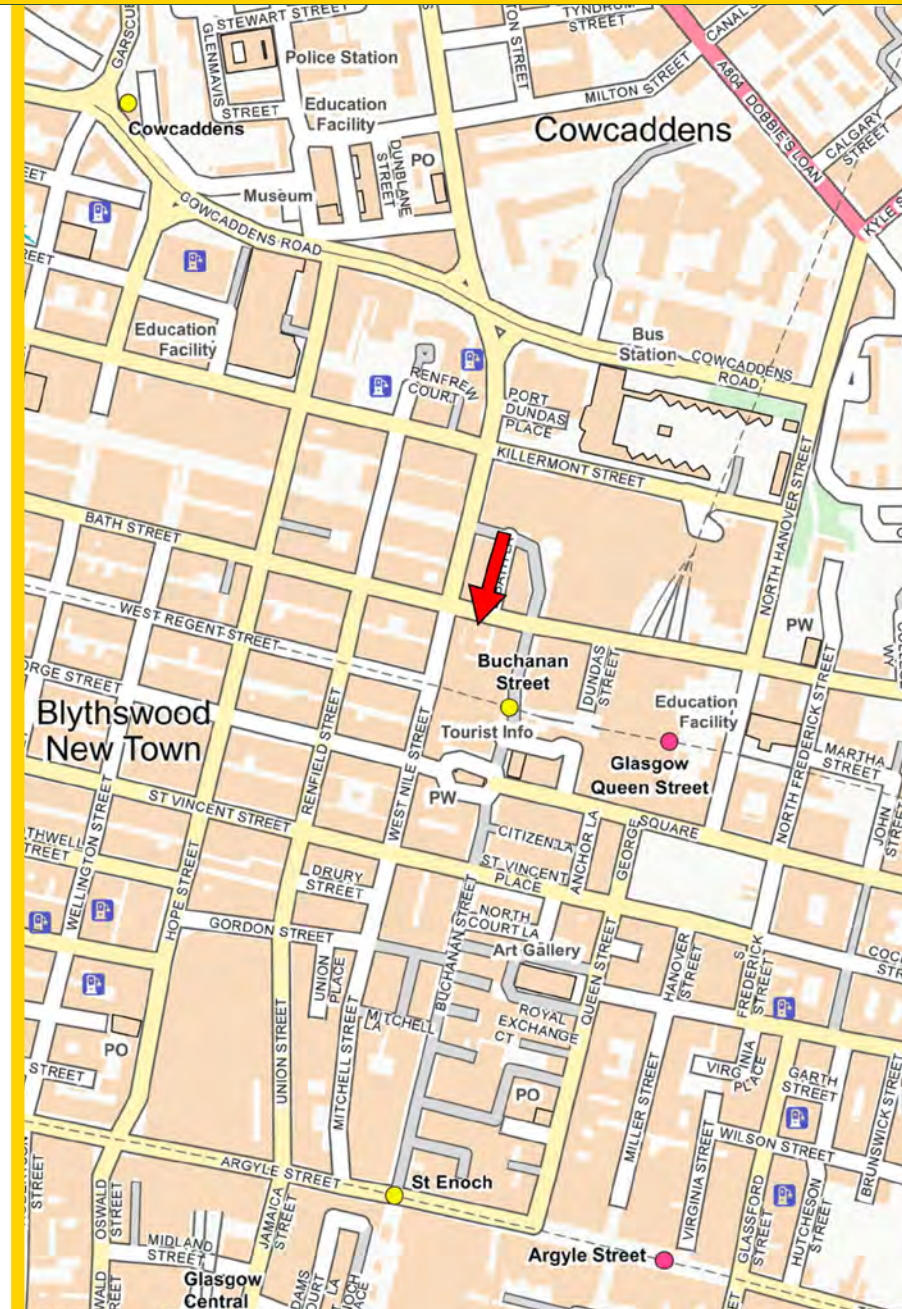 STEWART STREET
TYNDRUM
STREET
CANAL
GARSCUBE
GLENMAVIS
STREET
Police Station
MILTON STREET
A804 DOBBIE'S LOAN
CALGARY
STREET
Education
Facility
Cowcaddens
Cowcaddens
DUNBLANE
STREET
PO
KYLE
Museum
COWCADDENS ROAD
Education
Facility
Bus
Station
COWCADDENS
ROAD
RENFREW
COURT
PORT
DUNDAS
PLACE
KILLERMONT STREET
NORTH HANOVER STREET
BATH STREET
WEST REGENT STREET
PW
Buchanan
Street
DUNDAS
STREET
Education
Facility
Blythswood
New Town
Tourist Info
Glasgow
Queen Street
NORTH FREDERICK STREET
MARTHA
STREET
JOHN
STREET
RENFIELD STREET
WEST NILE STREET
PW
ST VINCENT STREET
CITIZEN LA
ANCHOR LA
GEORGE SQUARE
WELLINGTON STREET
HOPE STREET
DRURY
STREET
ST VINCENT
PLACE
GORDON STREET
NORTH
COURT LA
Art Gallery
BUCHANAN STREET
QUEEN STREET
HANOVER
STREET
S FREDERICK
STREET
UNION
PLACE
MITCHELL
LA
ROYAL
EXCHANGE
CT
PO
STREET
UNION STREET
MITCHELL STREET
PO
MILLER STREET
VIRGINIA
PLACE
GARTH
STREET
WILSON STREET
BRUNSWICK STREET
ARGYLE STREET
St Enoch
VIRGINIA STREET
GLASSFORD
STREET
HUTCHESON
STREET
STREET
OSWALD
STREET
JAMAICA
STREET
MIDLAND
STREET
Argyle Street
Glasgow
Central